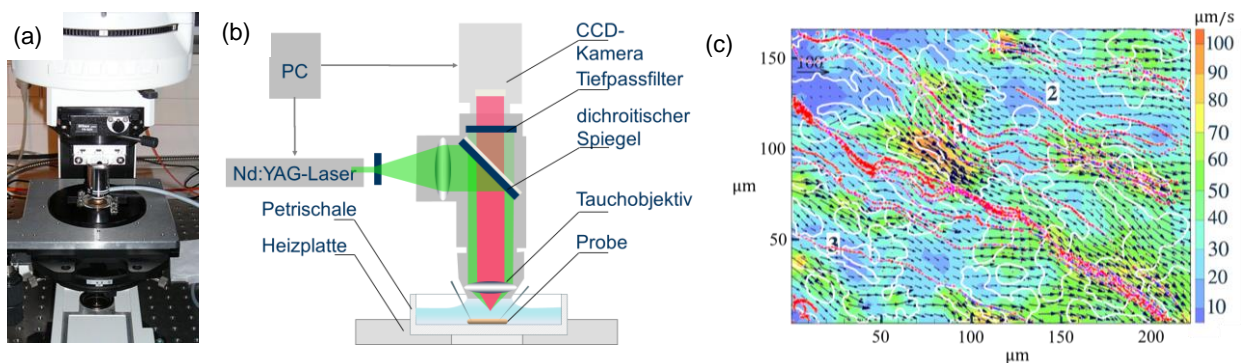 (a)
(b)
PC
Nd:YAG-Laser
Petrischale
Heizplatte
CCD-
Kamera
Tiefpassfilter
dichroitischer
Spiegel
Tauchobjektiv
Probe
(c)
μm/s
150
100
μm
50
100
1
2
3
50
100
150
200
μm
100
90
80
70
60
50
40
30
20
10